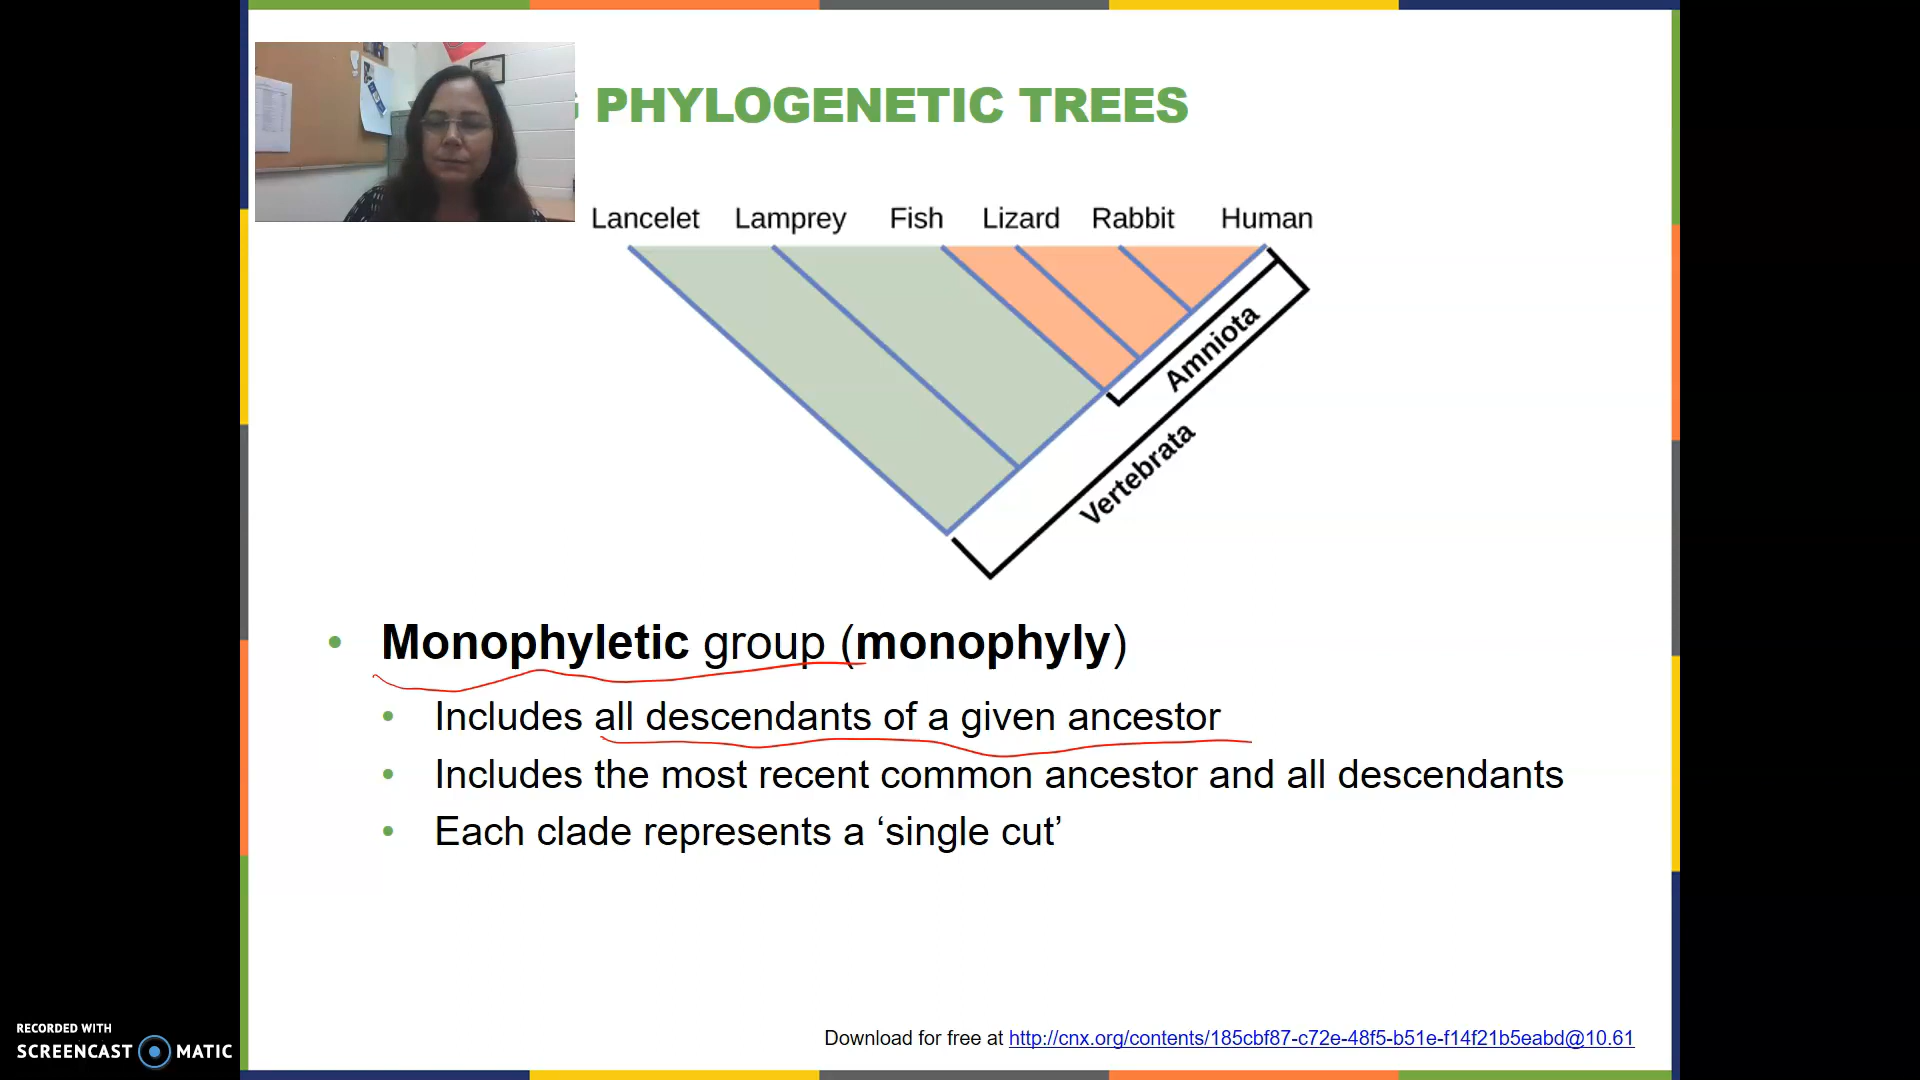 PHYLOGENETIC TREES
Lancelet Lamprey Fish Lizard Rabbit Human
Amniota
Vertebrata
• Monophyletic group (monophyly)
• Includes all descendants of a given ancestor
• Includes the most recent common ancestor and all descendants
• Each clade represents a ‘single cut’
Download for free at http://cnx.org/contents/185cbf87-c72e-48f5-b51e-f14f21b5eabd@10.61
RECORDED WITH
SCREENCAST MATIC